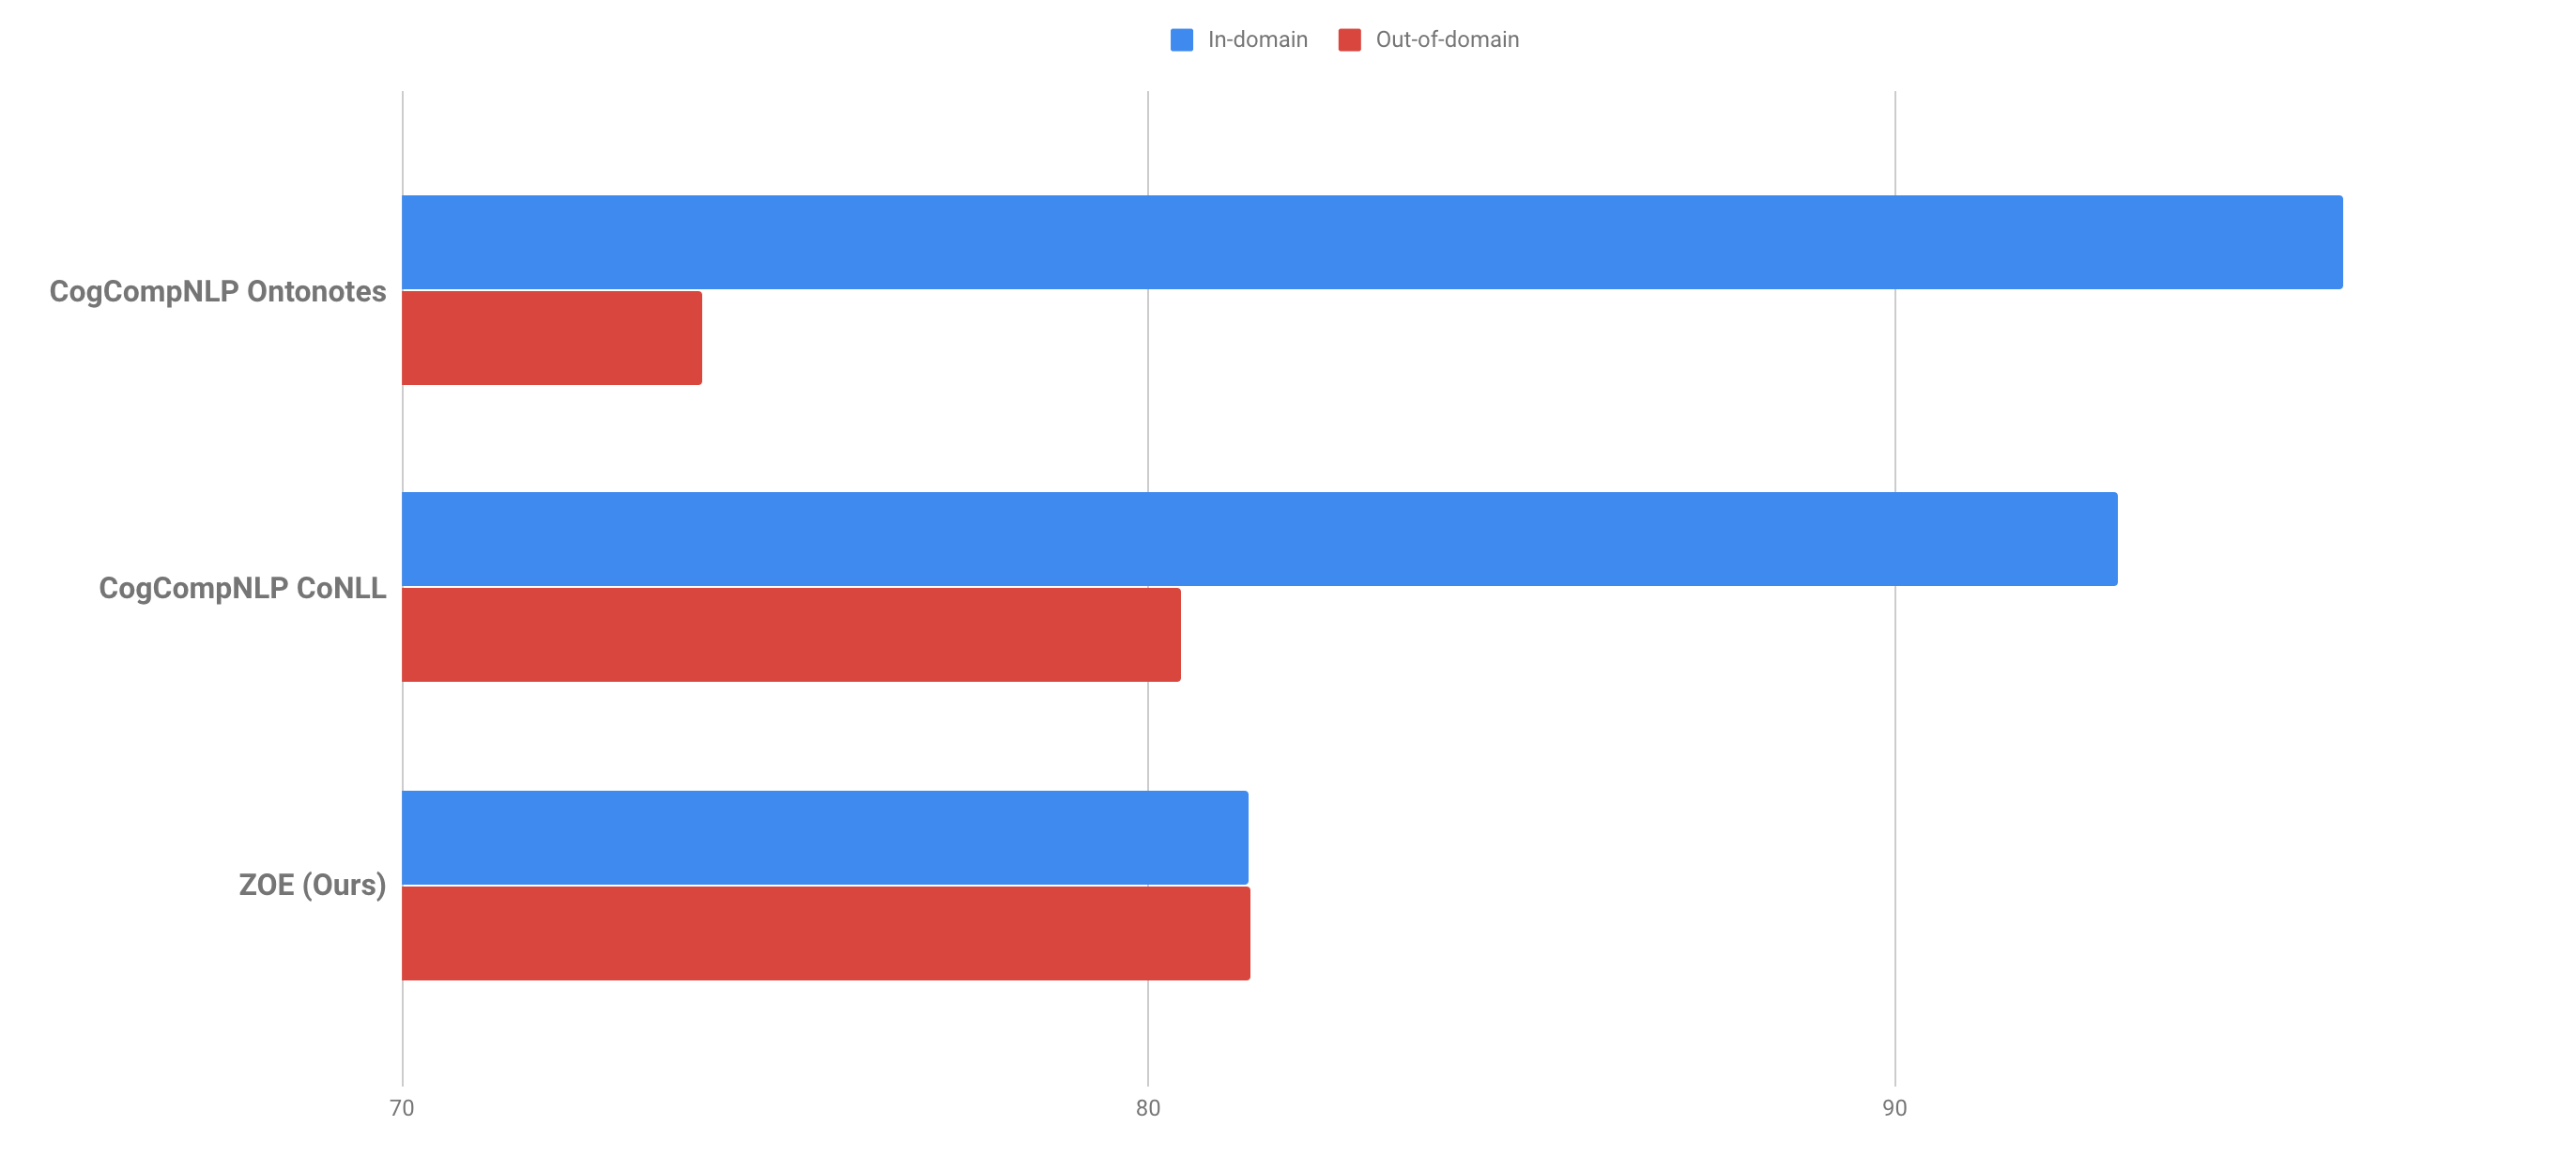 In-domain Out-of-domain
CogCompNLP Ontonotes
CogCompNLP CoNLL
ZOE (Ours)
70 80 90